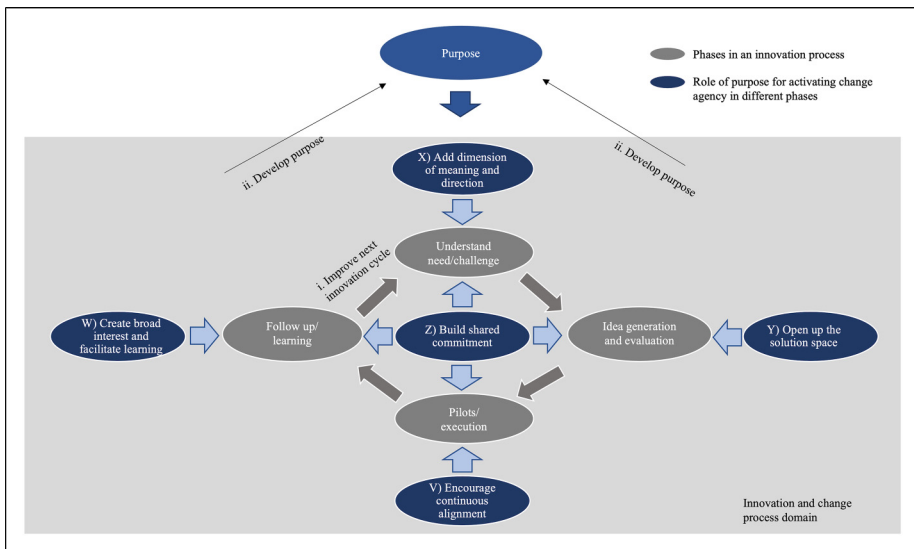 Purpose
Phases in an innovation process
Role of purpose for activating change
agency in different phases
ii. Develop purpose
ii. Develop purpose
X) Add dimension
of meaning and
direction
Understand
need/challenge
i. Improve next
innovation cycle
W) Create broad
interest and
facilitate learning
Follow up/
learning
Z) Build shared
commitment
Idea generation
and evaluation
Y) Open up the
solution space
Pilots/
execution
V) Encourage
continuous
alignment
Innovation and change
process domain